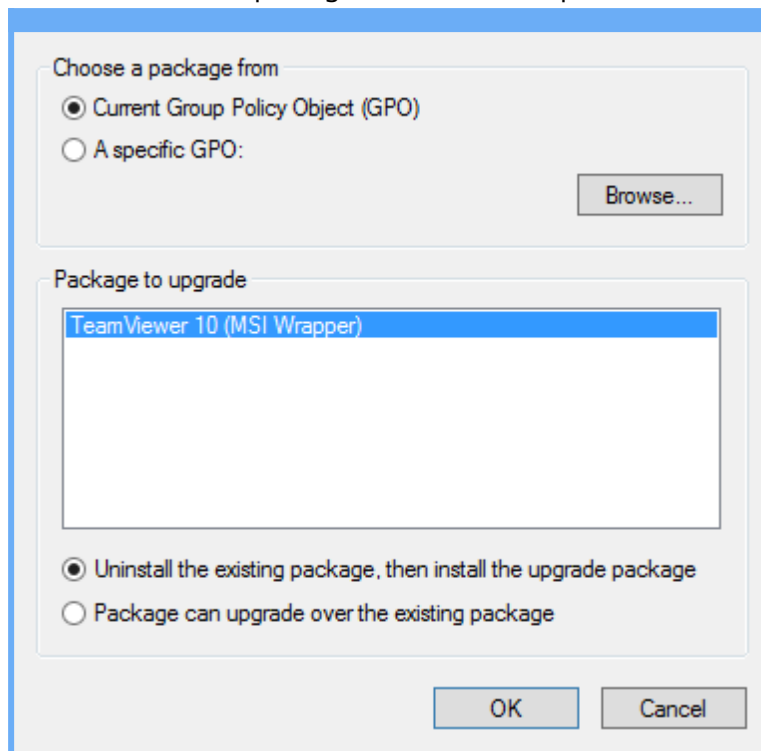 Choose a package from
Current Group Policy Object (GPO)
A specific GPO:
Browse...
Package to upgrade
TeamViewer 10 (MSI Wrapper)
Uninstall the existing package, then install the upgrade package
Package can upgrade over the existing package
OK Cancel